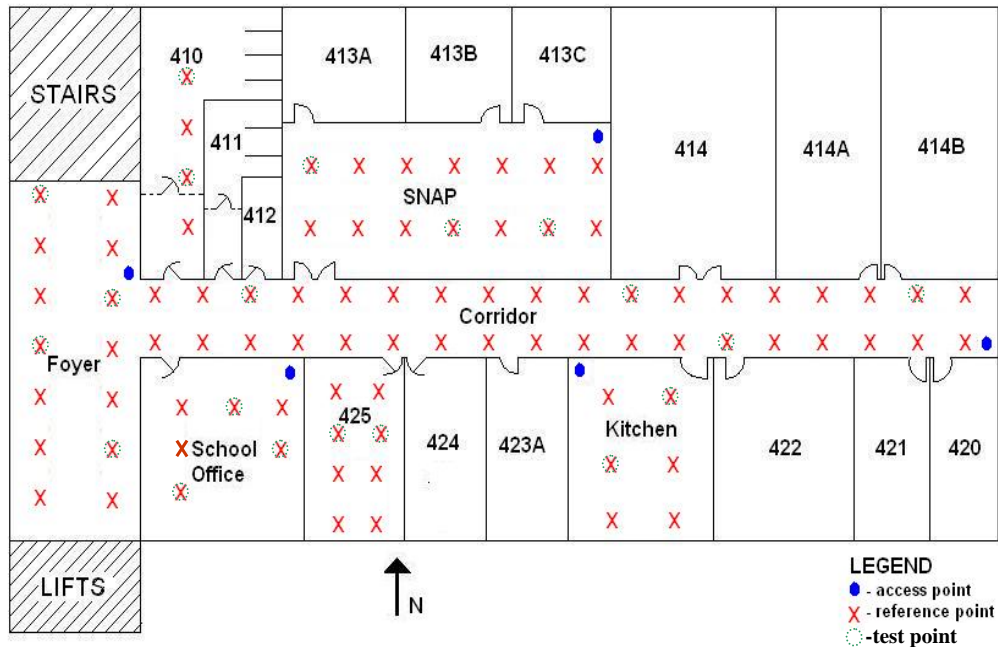 410
413A
413B
413C
STAIRS
411
414
414A
414B
SNAP
412
Corridor
Foyer
425
School
Office
424
423A
Kitchen
422
421
420
LIFTS
N
LEGEND
- access point
- reference point
-test point